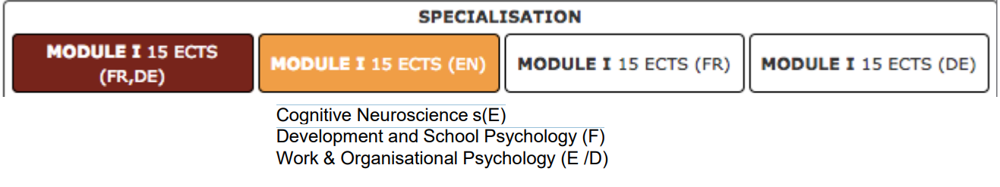 SPECIALISATION
MODULE I 15 ECTS
(FR,DE)
MODULE I 15 ECTS (EN)
MODULE I 15 ECTS (FR)
MODULE I 15 ECTS (DE)
Cognitive Neuroscience s(E)
Development and School Psychology (F)
Work & Organisational Psychology (E /D)